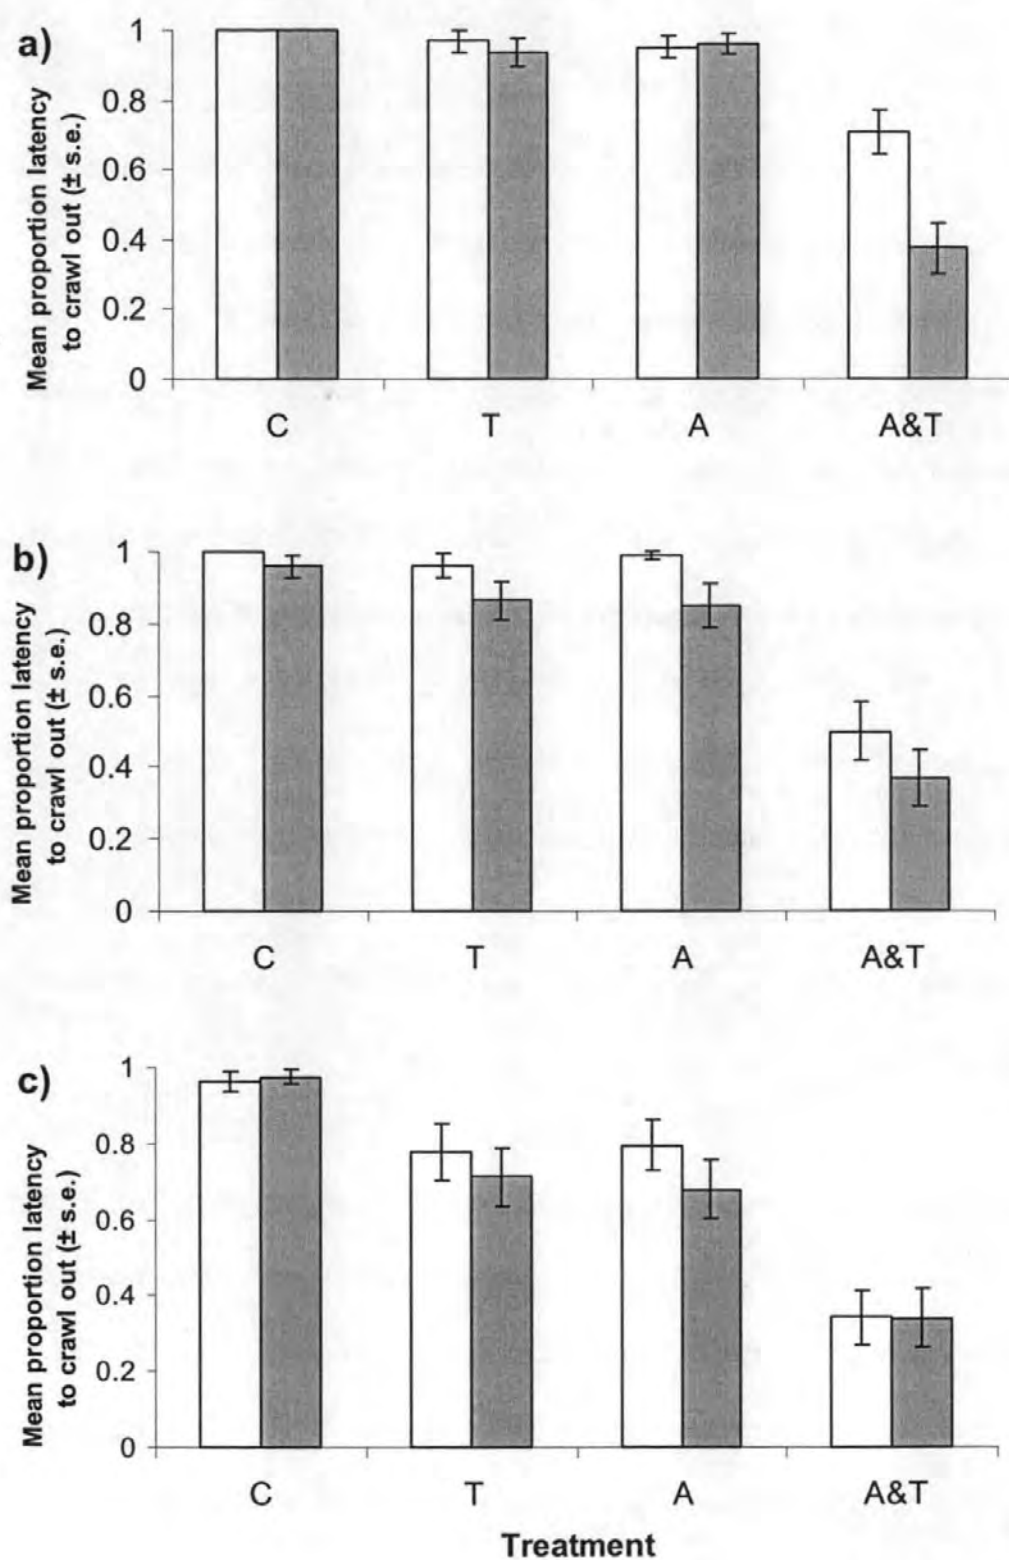 a)
Mean proportion latency
to crawl out (± s.e.)
1
0.8
0.6
0.4
0.2
0
C T A A&T
b)
Mean proportion latency
to crawl out (± s.e.)
1
0.8
0.6
0.4
0.2
0
C T A A&T
c)
Mean proportion latency
to crawl out (± s.e.)
1
0.8
0.6
0.4
0.2
0
C T A A&T
Treatment